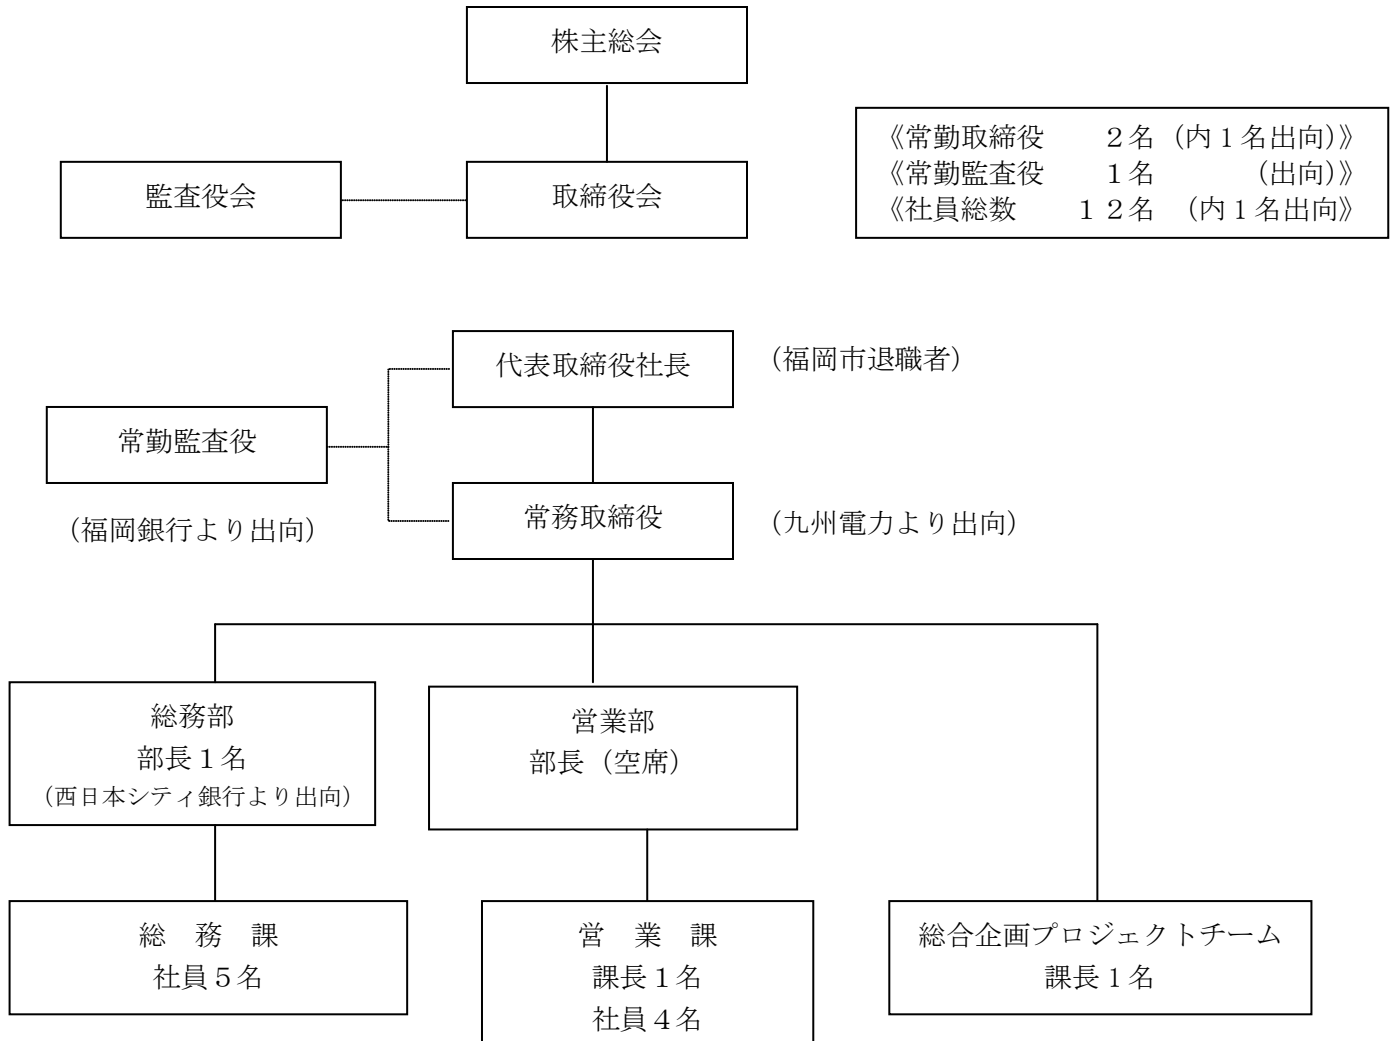 株主総会
監査役会
取締役会
《常勤取締役　　２名（内１名出向）》
《常勤監査役　　１名　　　（出向）》
《社員総数　　１２名　（内１名出向》
代表取締役社長
（福岡市退職者）
常勤監査役
（福岡銀行より出向）
常務取締役
（九州電力より出向）
総務部
部長１名
（西日本シティ銀行より出向）
営業部
部長（空席）
総　務　課
社員５名
営　業　課
課長１名
社員４名
総合企画プロジェクトチーム
課長１名